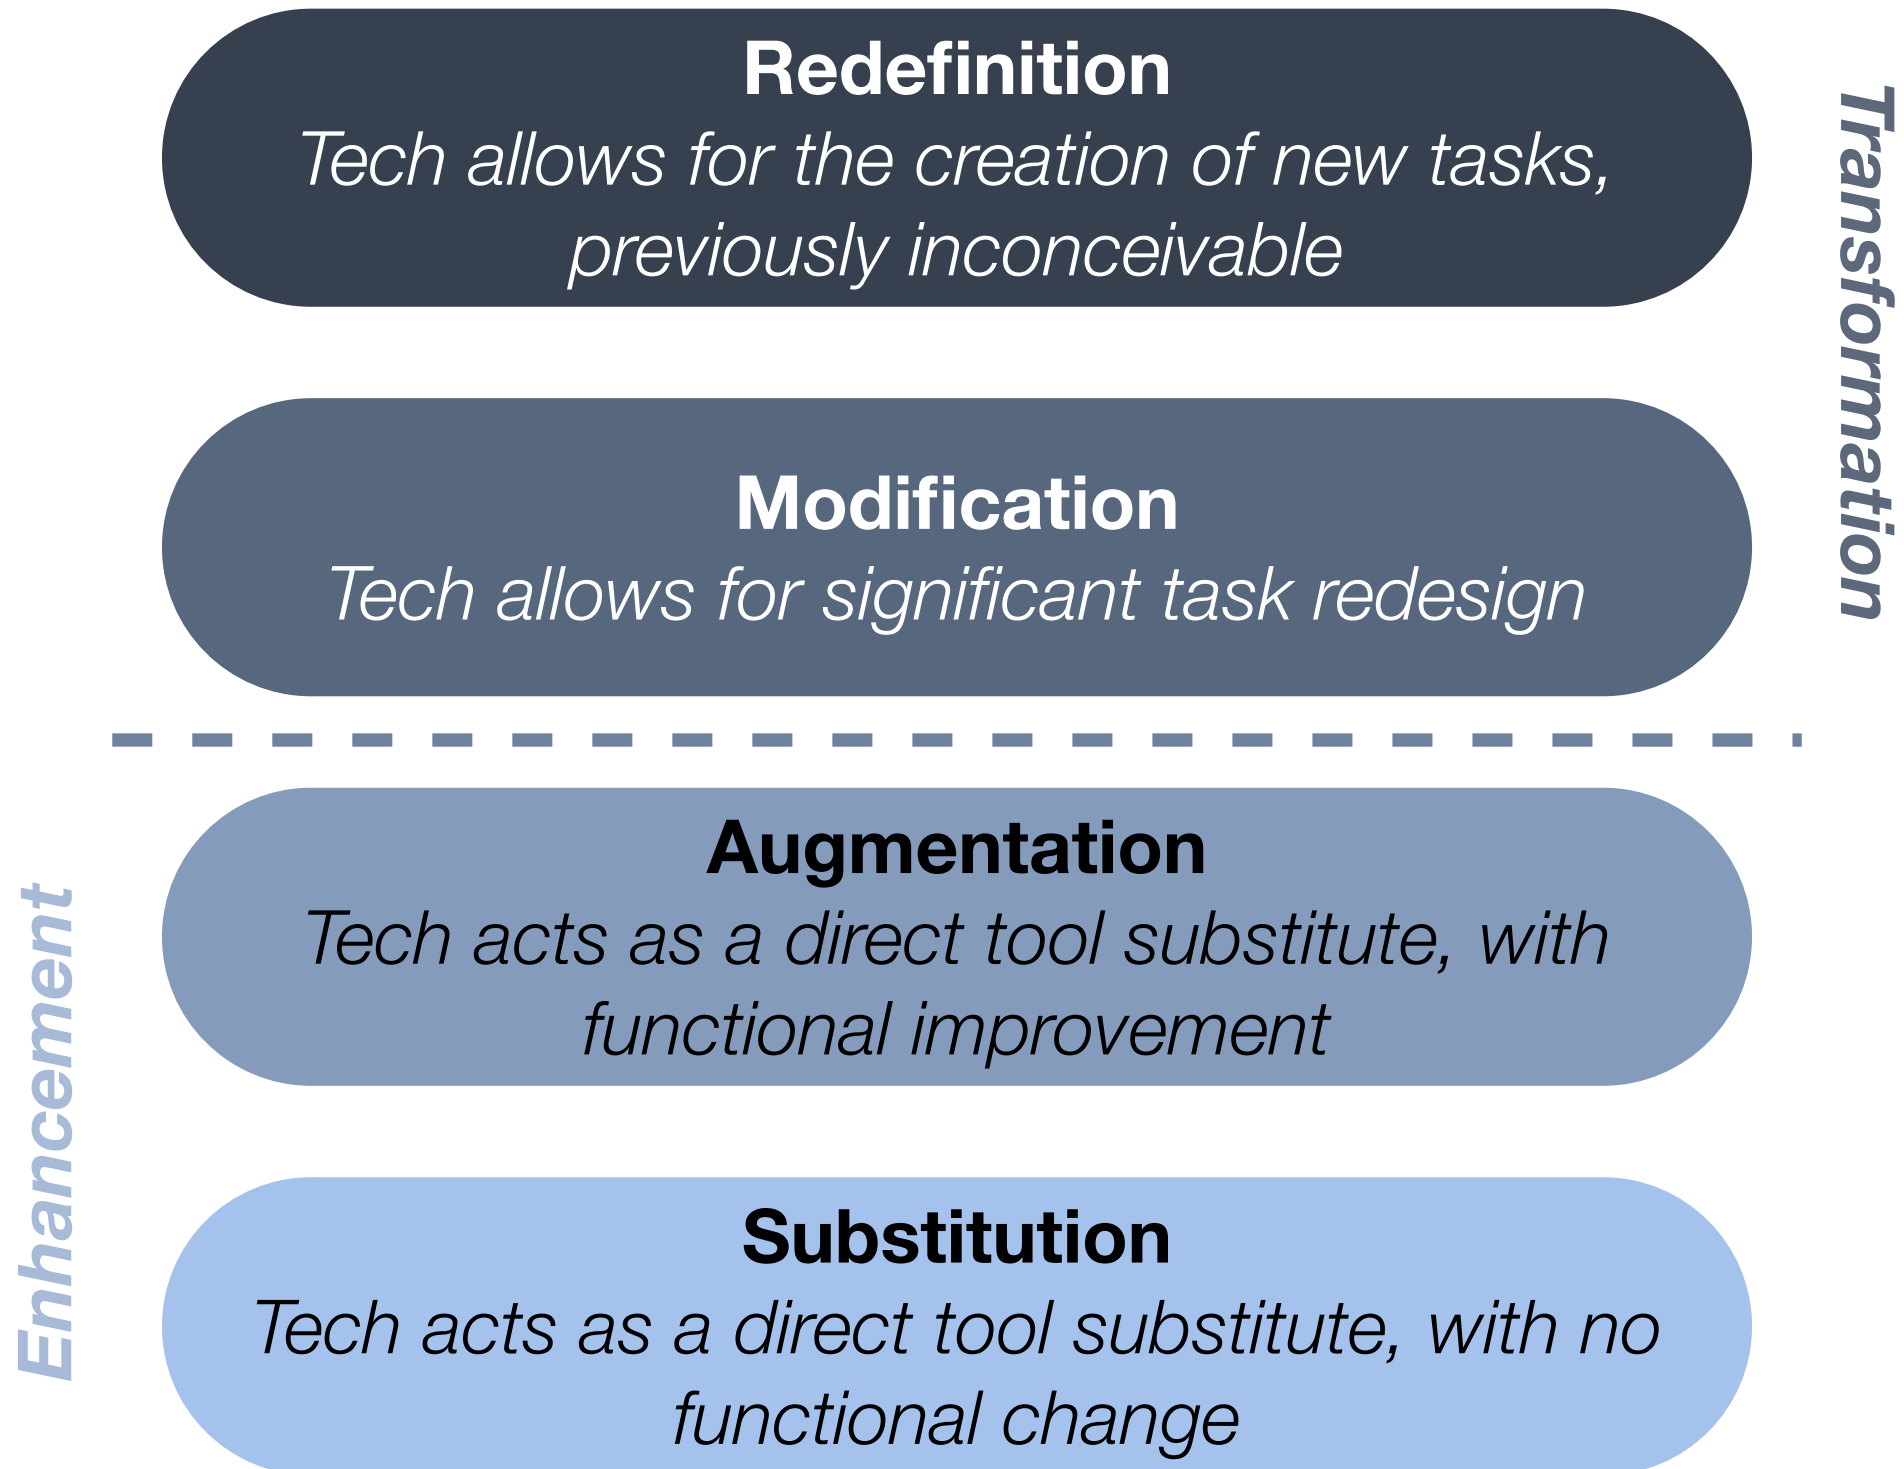 Redefinition
Tech allows for the creation of new tasks,
previously inconceivable
Transformation
Modification
Tech allows for significant task redesign
Augmentation
Tech acts as a direct tool substitute, with
functional improvement
Enhancement
Substitution
Tech acts as a direct tool substitute, with no
functional change